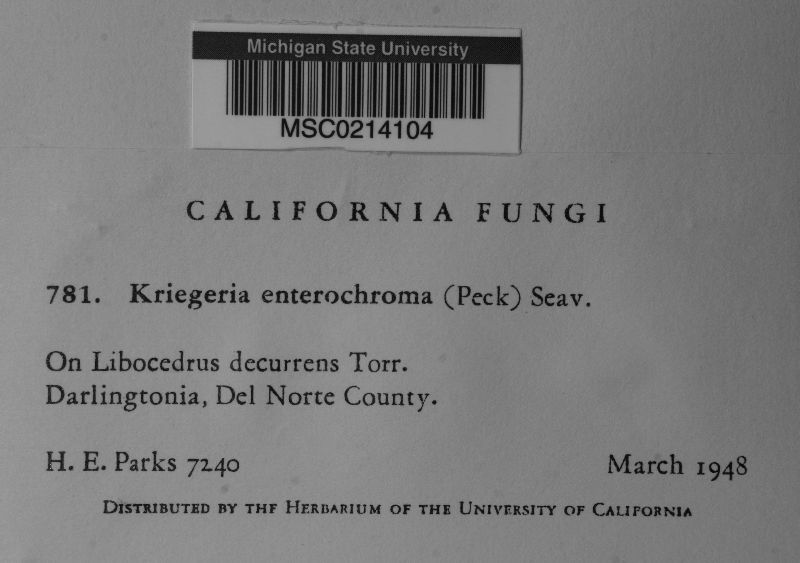 Michigan State University
MSC0214104
CALIFORNIA FUNGI
781. Kriegeria enterochroma (Peck) Seav.
On Libocedrus decurrens Torr.
Darlingtonia, Del Norte County.
H. E. Parks 7240 March 1948
DISTRIBUTED BY THE HERBARIUM OF THE UNIVERSITY OF CALIFORNIA